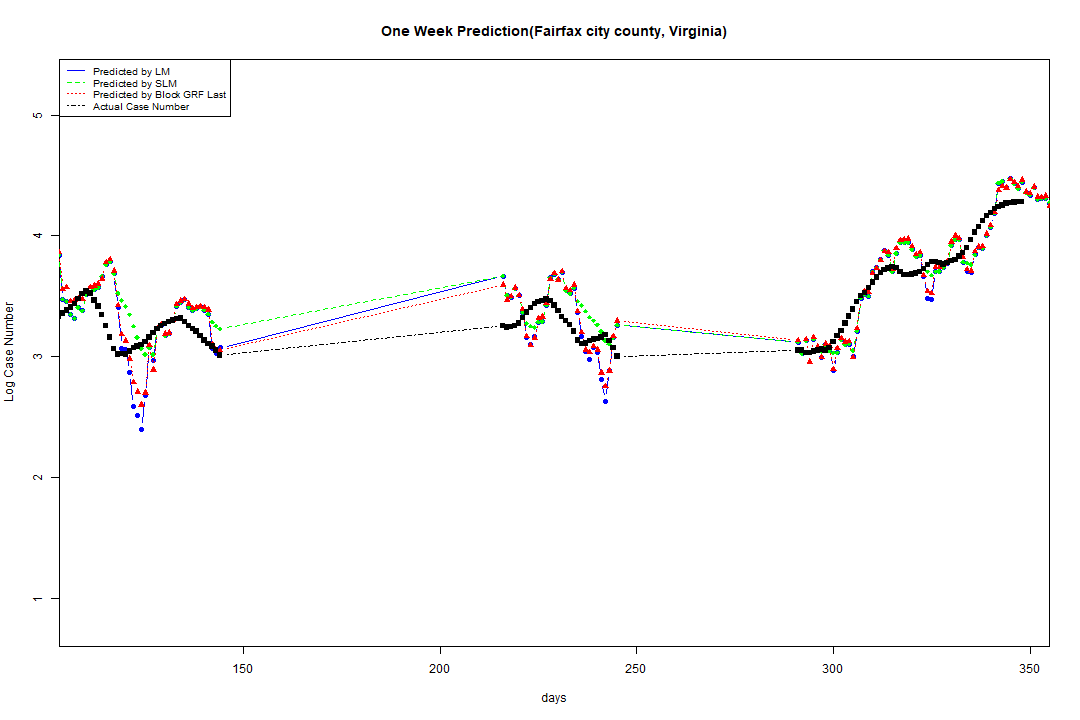 One Week Prediction(Fairfax city county, Virginia)
Predicted by LM
Predicted by SLM
Predicted by Block GRF Last
Actual Case Number
5
4
3
2
1
Log Case Number
150
200
250
300
350
days